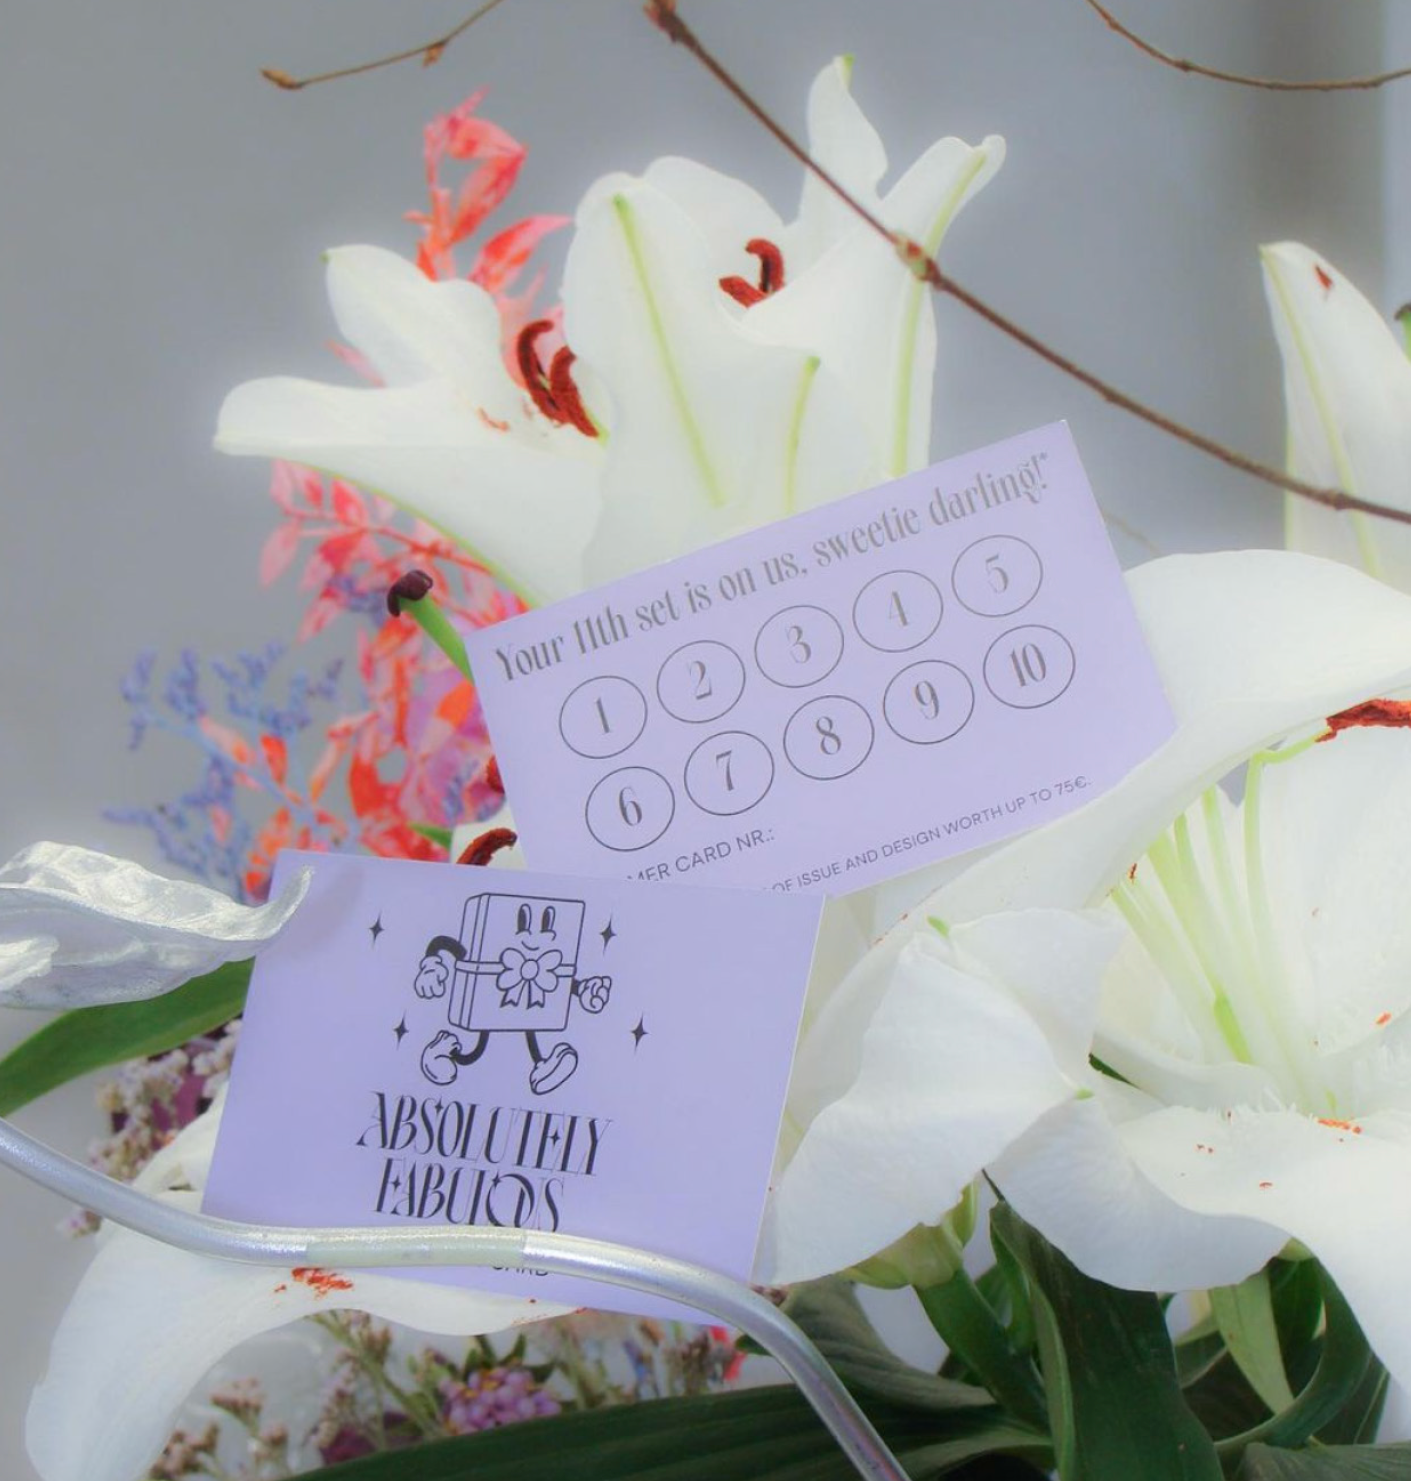 Your 11th set is on us, sweetie darling!*
1 2 3 4 5
6 7 8 9 10
CARD NR.:
OF ISSUE AND DESIGN WORTH UP TO 75€.
ABSOLUTELY
FABULOUS
CARD